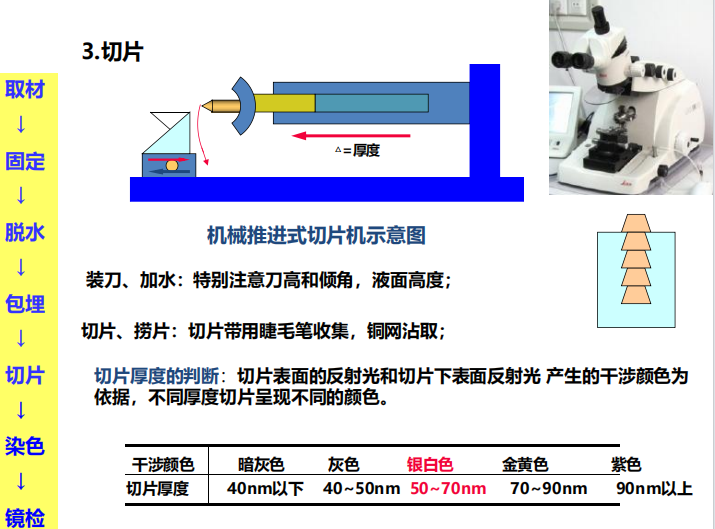 3.切片
取材
↓
固定
↓
脱水
↓
包埋
↓
切片
↓
染色
↓
镜检
△=厚度
机械推进式切片机示意图
装刀、加水：特别注意刀高和倾角，液面高度；
切片、捞片：切片带用睫毛笔收集，铜网沾取；
切片厚度的判断：切片表面的反射光和切片下表面反射光 产生的干涉颜色为
依据，不同厚度切片呈现不同的颜色。
干涉颜色 暗灰色 灰色 银白色 金黄色 紫色
切片厚度 40nm以下 40~50nm 50~70nm 70~90nm 90nm以上